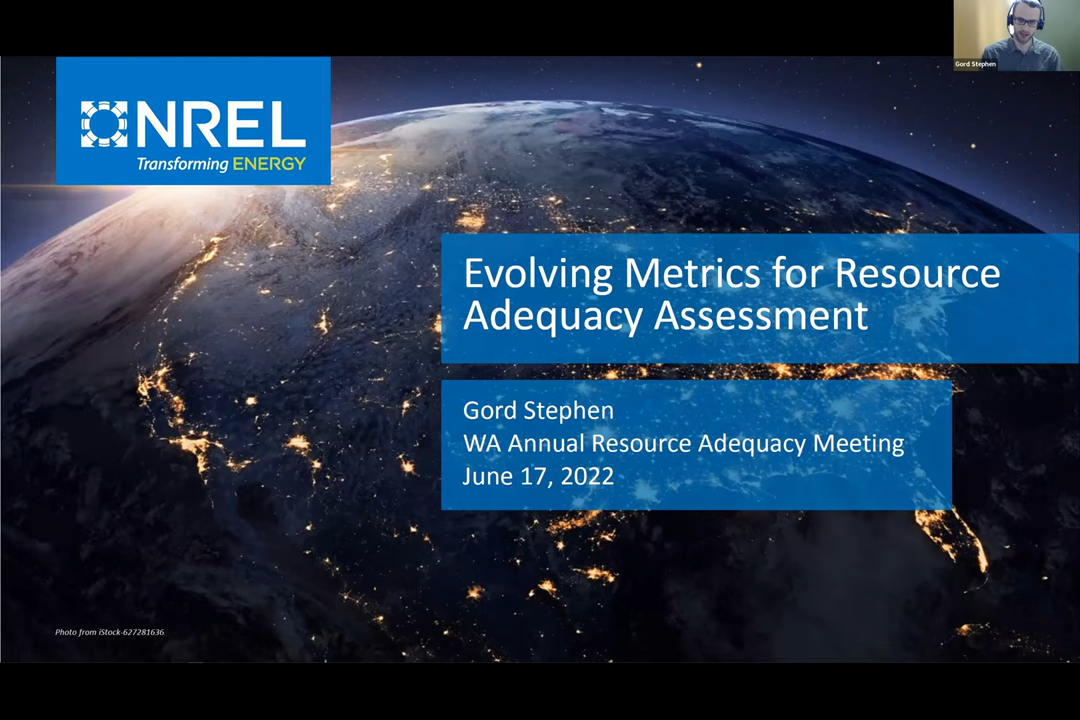 Gord Stephen
NREL
Transforming ENERGY
Evolving Metrics for Resource
Adequacy Assessment
Gord Stephen
WA Annual Resource Adequacy Meeting
June 17, 2022
Photo from iStock-627281636